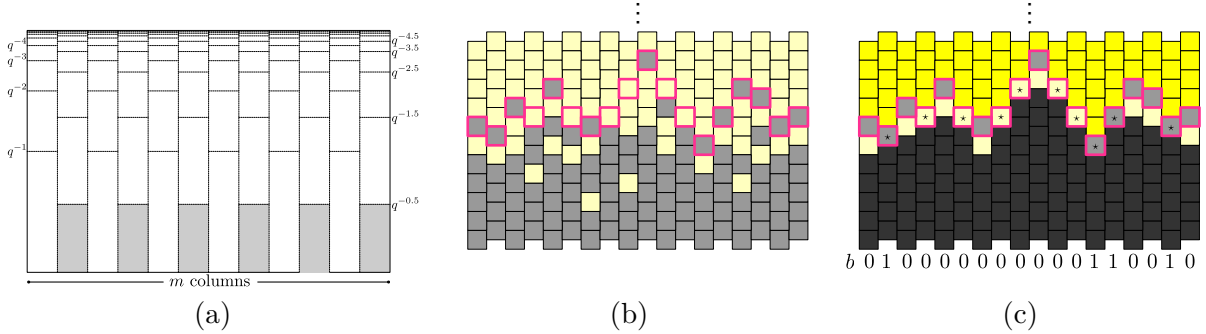 q⁻⁴ q⁻⁴·⁵
q⁻³ q⁻³·⁵
q⁻²·⁵
q⁻²
q⁻¹·⁵
q⁻¹
q⁻⁰·⁵
m columns
b 0 1 0 0 0 0 0 0 0 0 0 0 1 1 0 0 1 0
(a) (b) (c)